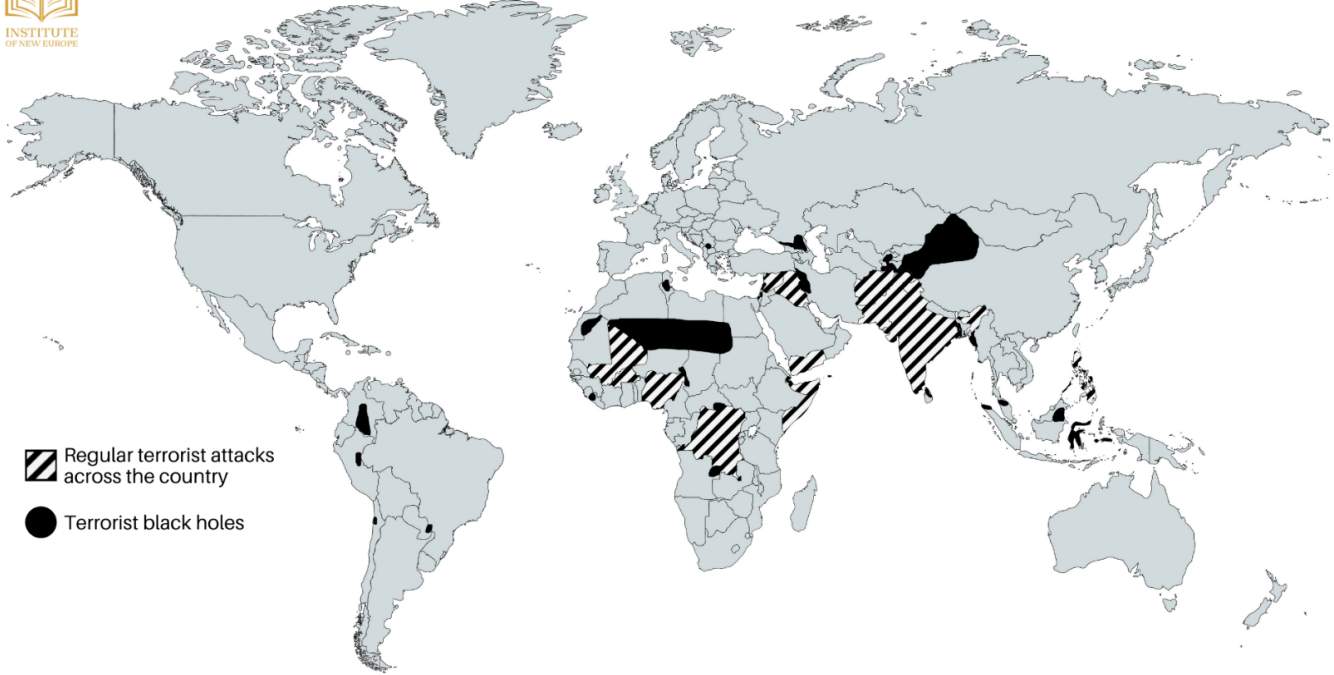 INSTITUTE
OF NEW EUROPE
Regular terrorist attacks
across the country
Terrorist black holes